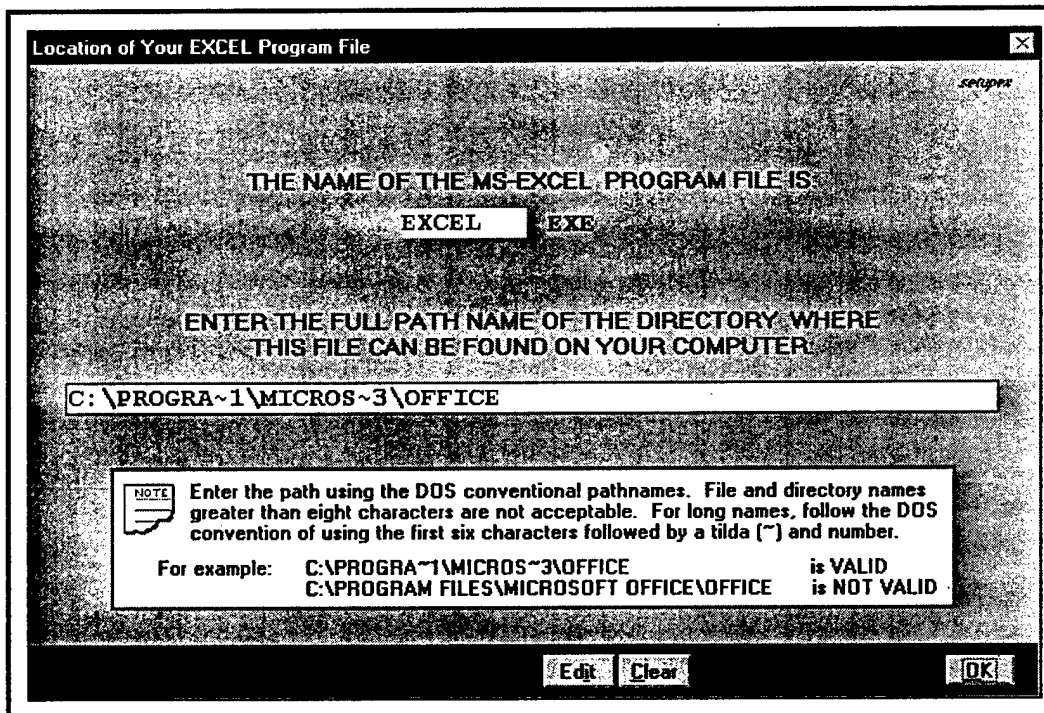 Location of Your EXCEL Program File
setupex
THE NAME OF THE MS-EXCEL PROGRAM FILE IS:
EXCEL EXE
ENTER THE FULL PATH NAME OF THE DIRECTORY WHERE
THIS FILE CAN BE FOUND ON YOUR COMPUTER:
C:\PROGRA~1\MICROS~3\OFFICE
NOTE
Enter the path using the DOS conventional pathnames. File and directory names
greater than eight characters are not acceptable. For long names, follow the DOS
convention of using the first six characters followed by a tilda (~) and number.
For example: C:\PROGRA~1\MICROS~3\OFFICE is VALID
C:\PROGRAM FILES\MICROSOFT OFFICE\OFFICE is NOT VALID
Edit Clear OK